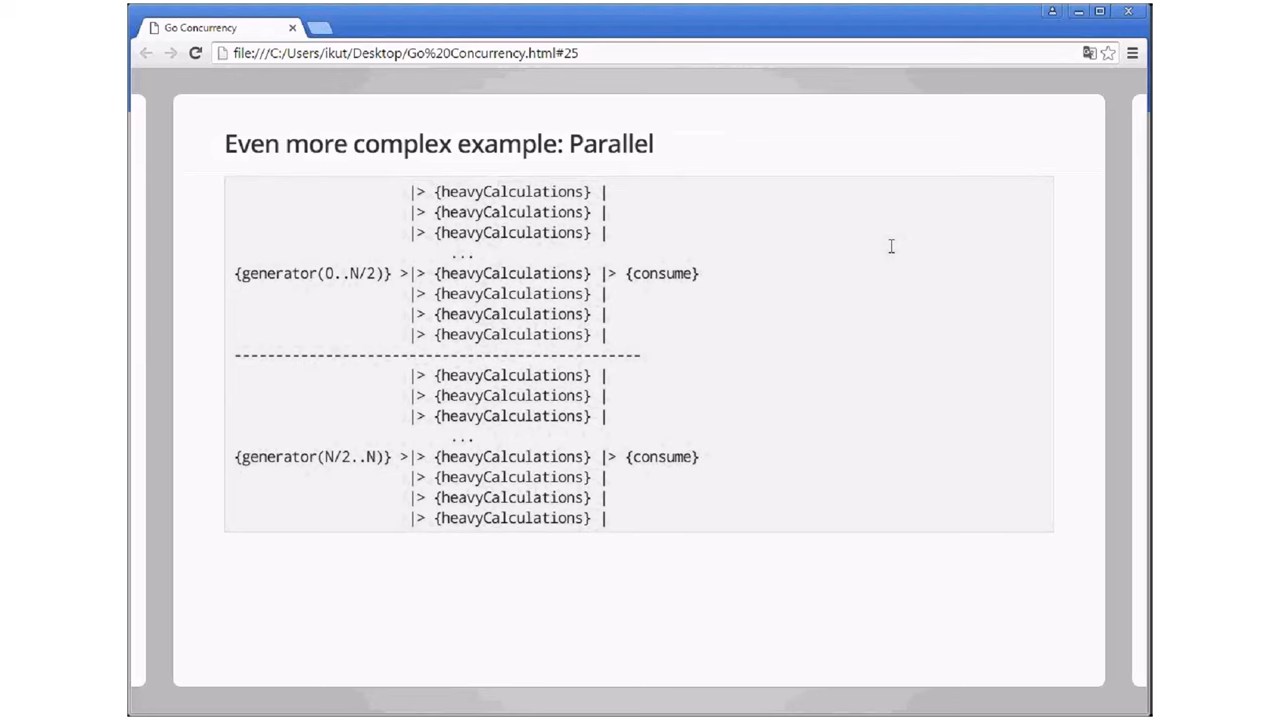 Go Concurrency
file:///C:/Users/ikut/Desktop/Go%20Concurrency.html#25
Even more complex example: Parallel
|> {heavyCalculations} |
|> {heavyCalculations} |
|> {heavyCalculations} |
...
{generator(0..N/2)} >|> {heavyCalculations} |> {consume}
|> {heavyCalculations} |
|> {heavyCalculations} |
|> {heavyCalculations} |
--------------------------------------------------
|> {heavyCalculations} |
|> {heavyCalculations} |
|> {heavyCalculations} |
...
{generator(N/2..N)} >|> {heavyCalculations} |> {consume}
|> {heavyCalculations} |
|> {heavyCalculations} |
|> {heavyCalculations} |